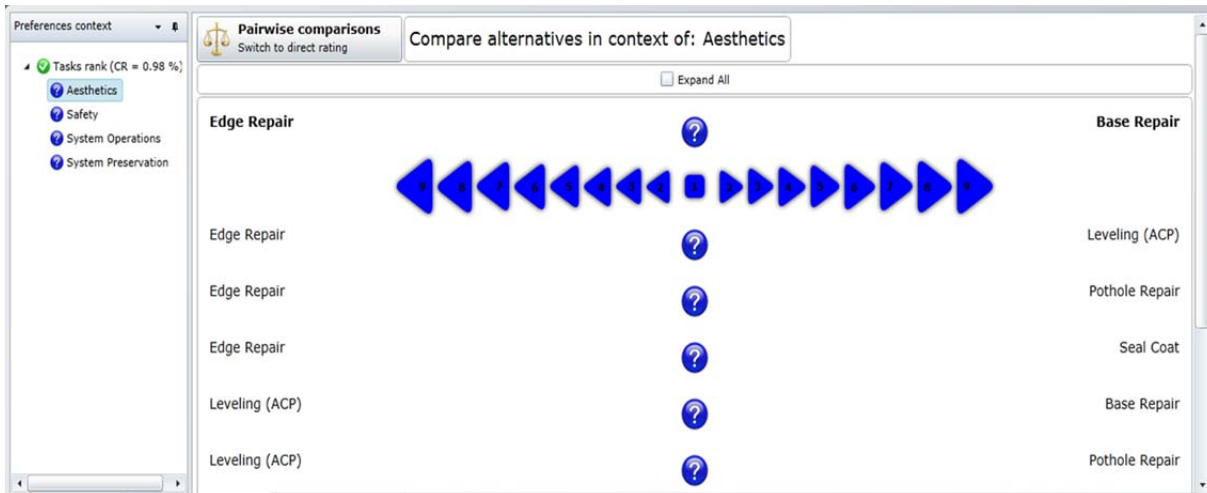 Preferences context
Tasks rank (CR = 0.98 %)
Aesthetics
Safety
System Operations
System Preservation
Pairwise comparisons
Switch to direct rating
Compare alternatives in context of: Aesthetics
Expand All
Edge Repair ? Base Repair
9 8 7 6 5 4 3 2 1 2 3 4 5 6 7 8 9
Edge Repair ? Leveling (ACP)
Edge Repair ? Pothole Repair
Edge Repair ? Seal Coat
Leveling (ACP) ? Base Repair
Leveling (ACP) ? Pothole Repair